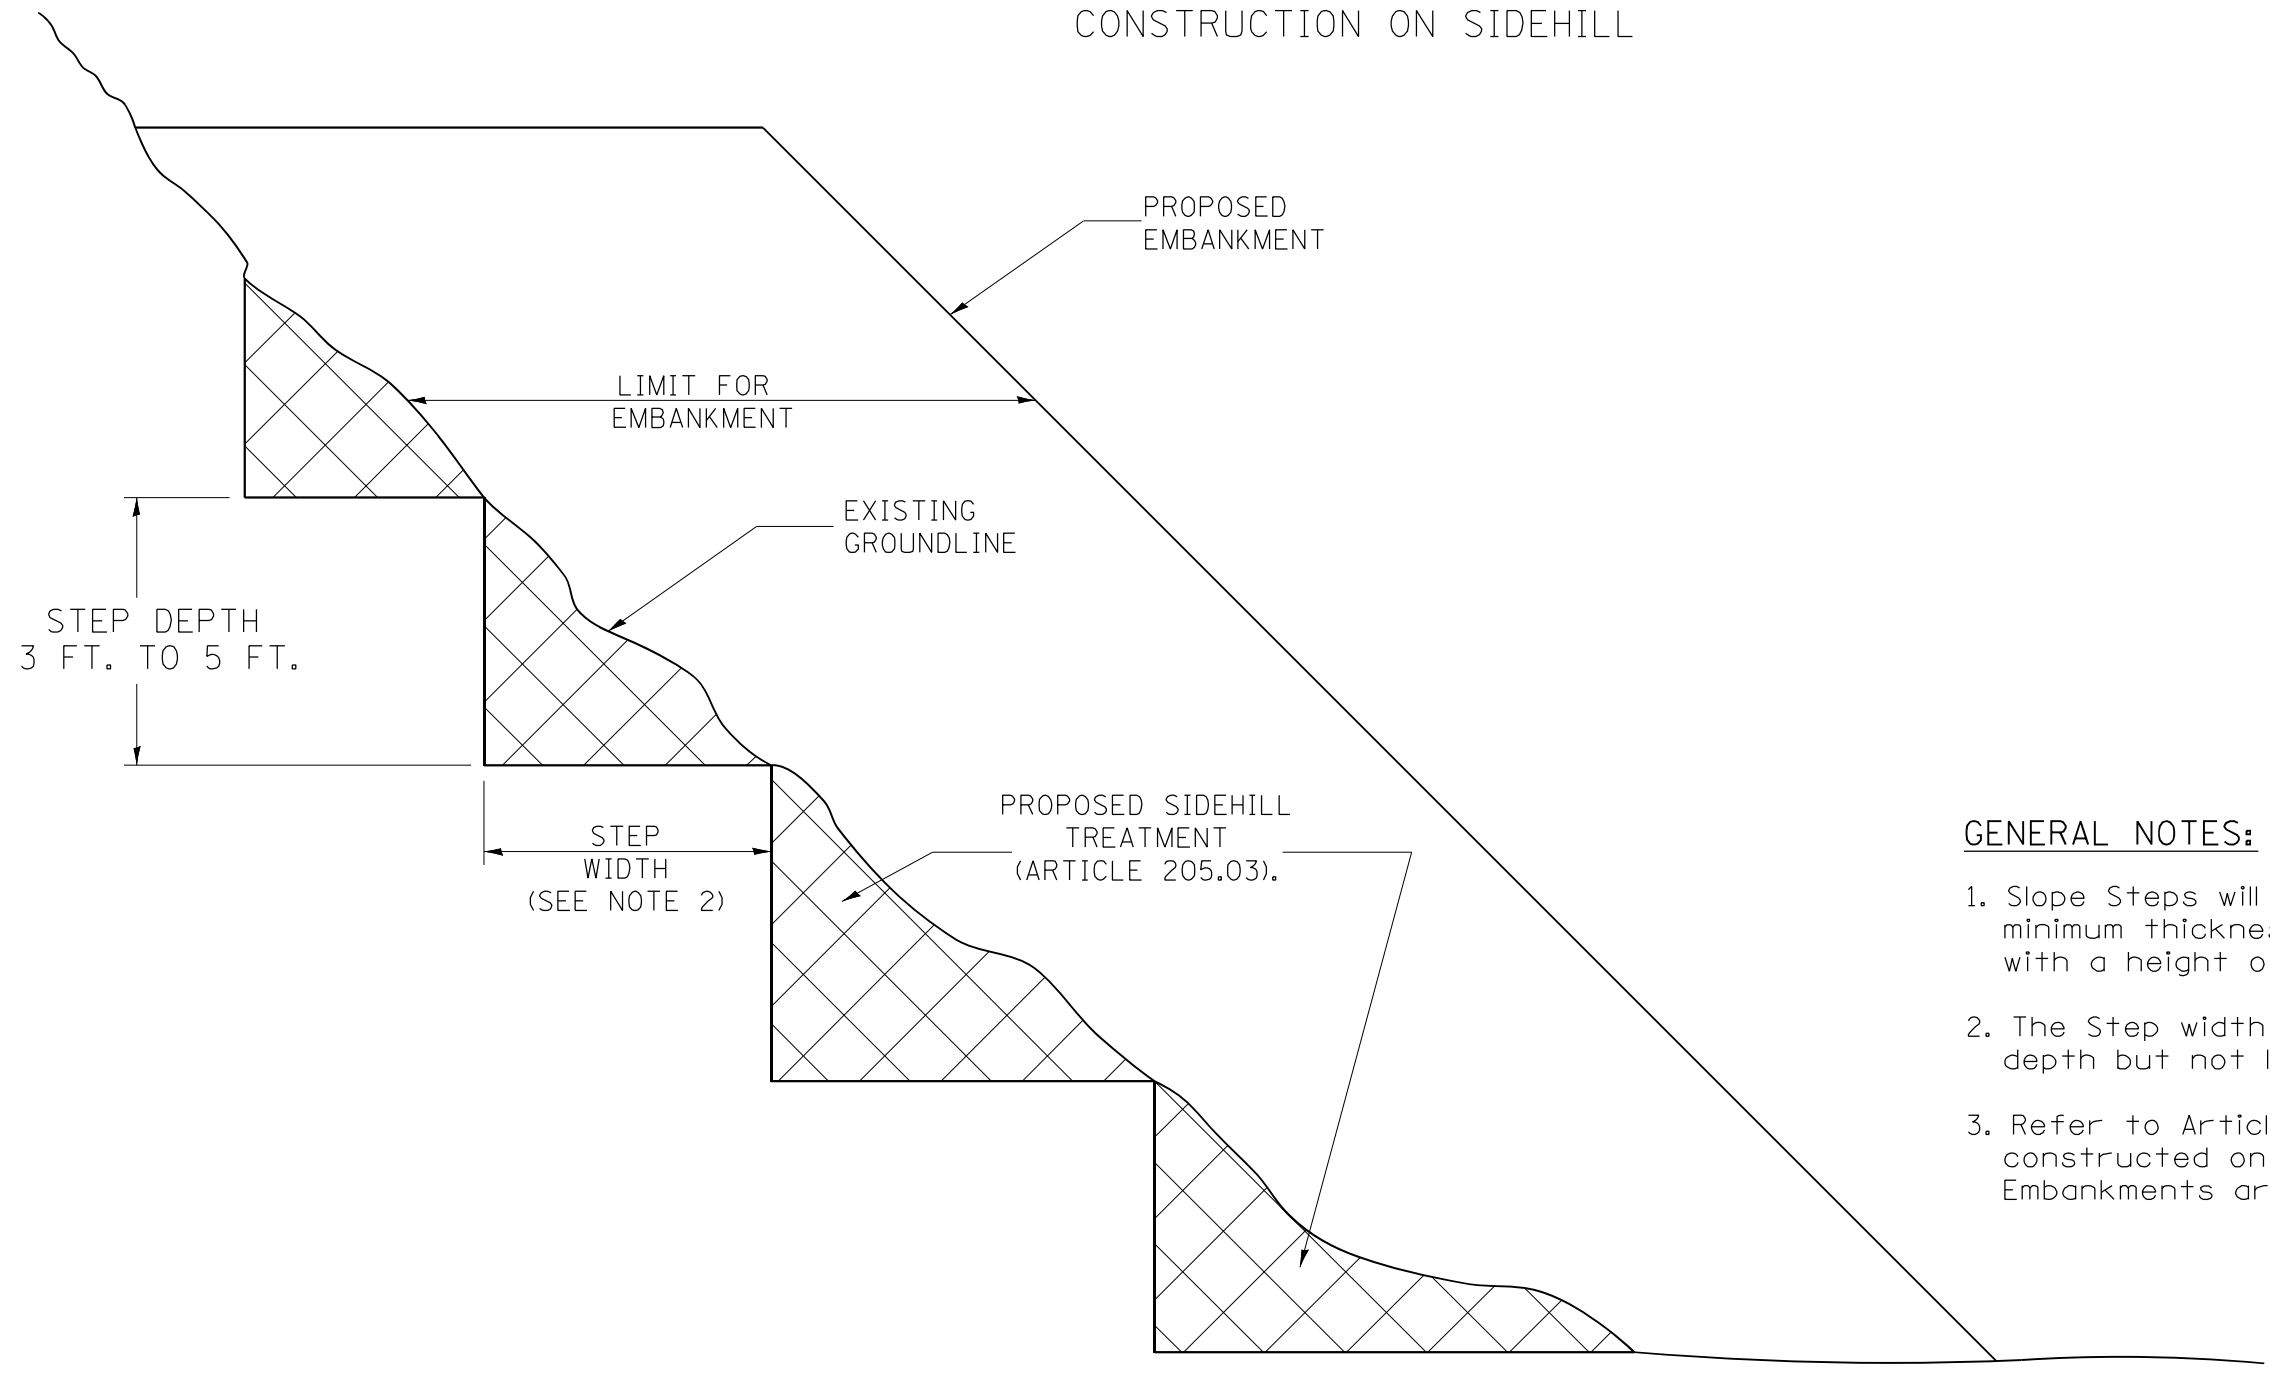 CONSTRUCTION ON SIDEHILL
PROPOSED
EMBANKMENT
LIMIT FOR
EMBANKMENT
EXISTING
GROUNDLINE
STEP DEPTH
3 FT. TO 5 FT.
STEP
WIDTH
(SEE NOTE 2)
PROPOSED SIDEHILL
TREATMENT
(ARTICLE 205.03).
GENERAL NOTES:
1. Slope Steps will
minimum
with a height
2. The Step width
depth but not
3. Refer to
constructed on
Embankments